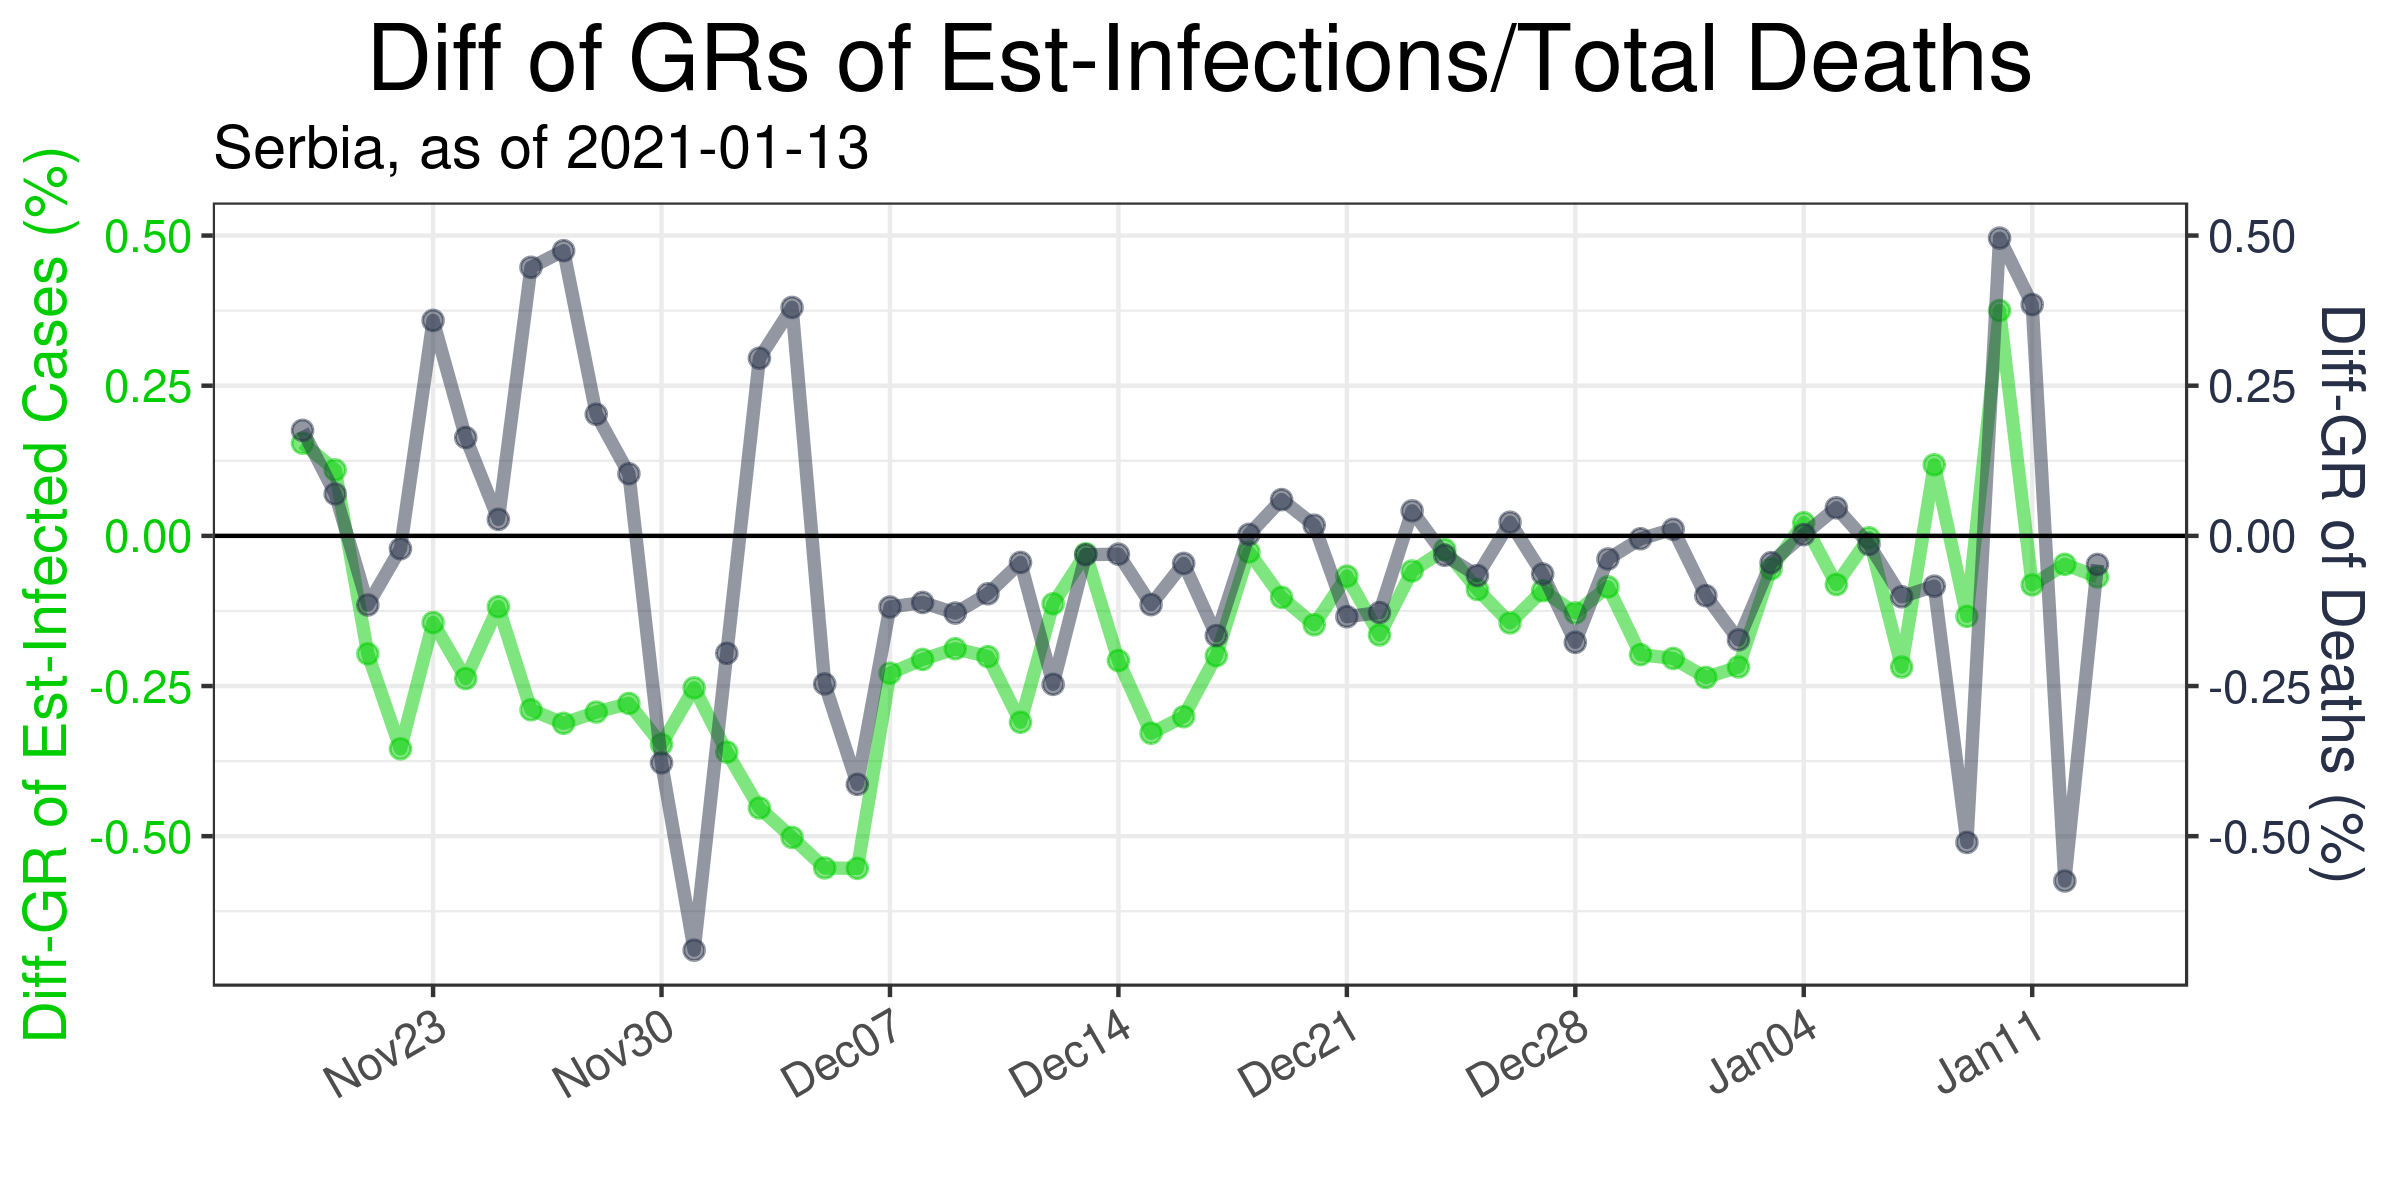 Diff of GRs of Est-Infections/Total Deaths
Serbia, as of 2021-01-13
Diff-GR of Est-Infected Cases (%)
0.50
0.25
0.00
-0.25
-0.50
0.50
0.25
0.00
-0.25
-0.50
Diff-GR of Deaths (%)
Nov23
Nov30
Dec07
Dec14
Dec21
Dec28
Jan04
Jan11